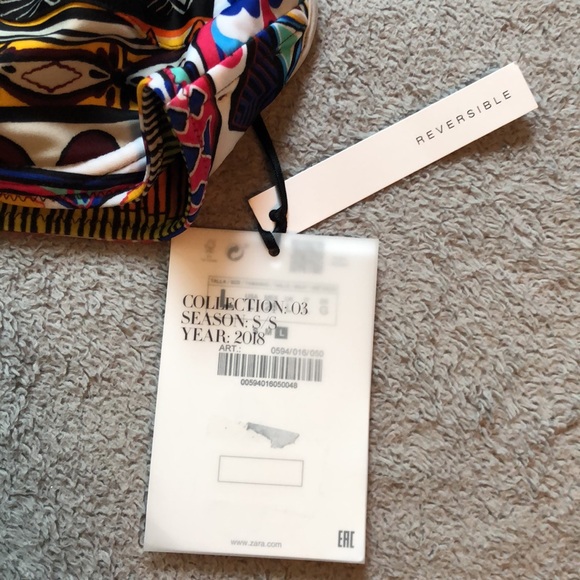 REVERSIBLE
COLLECTION: 03
SEASON: S/S
YEAR: 2018
L
ART.: 0594/016/050
00594016050048
www.zara.com
EAC